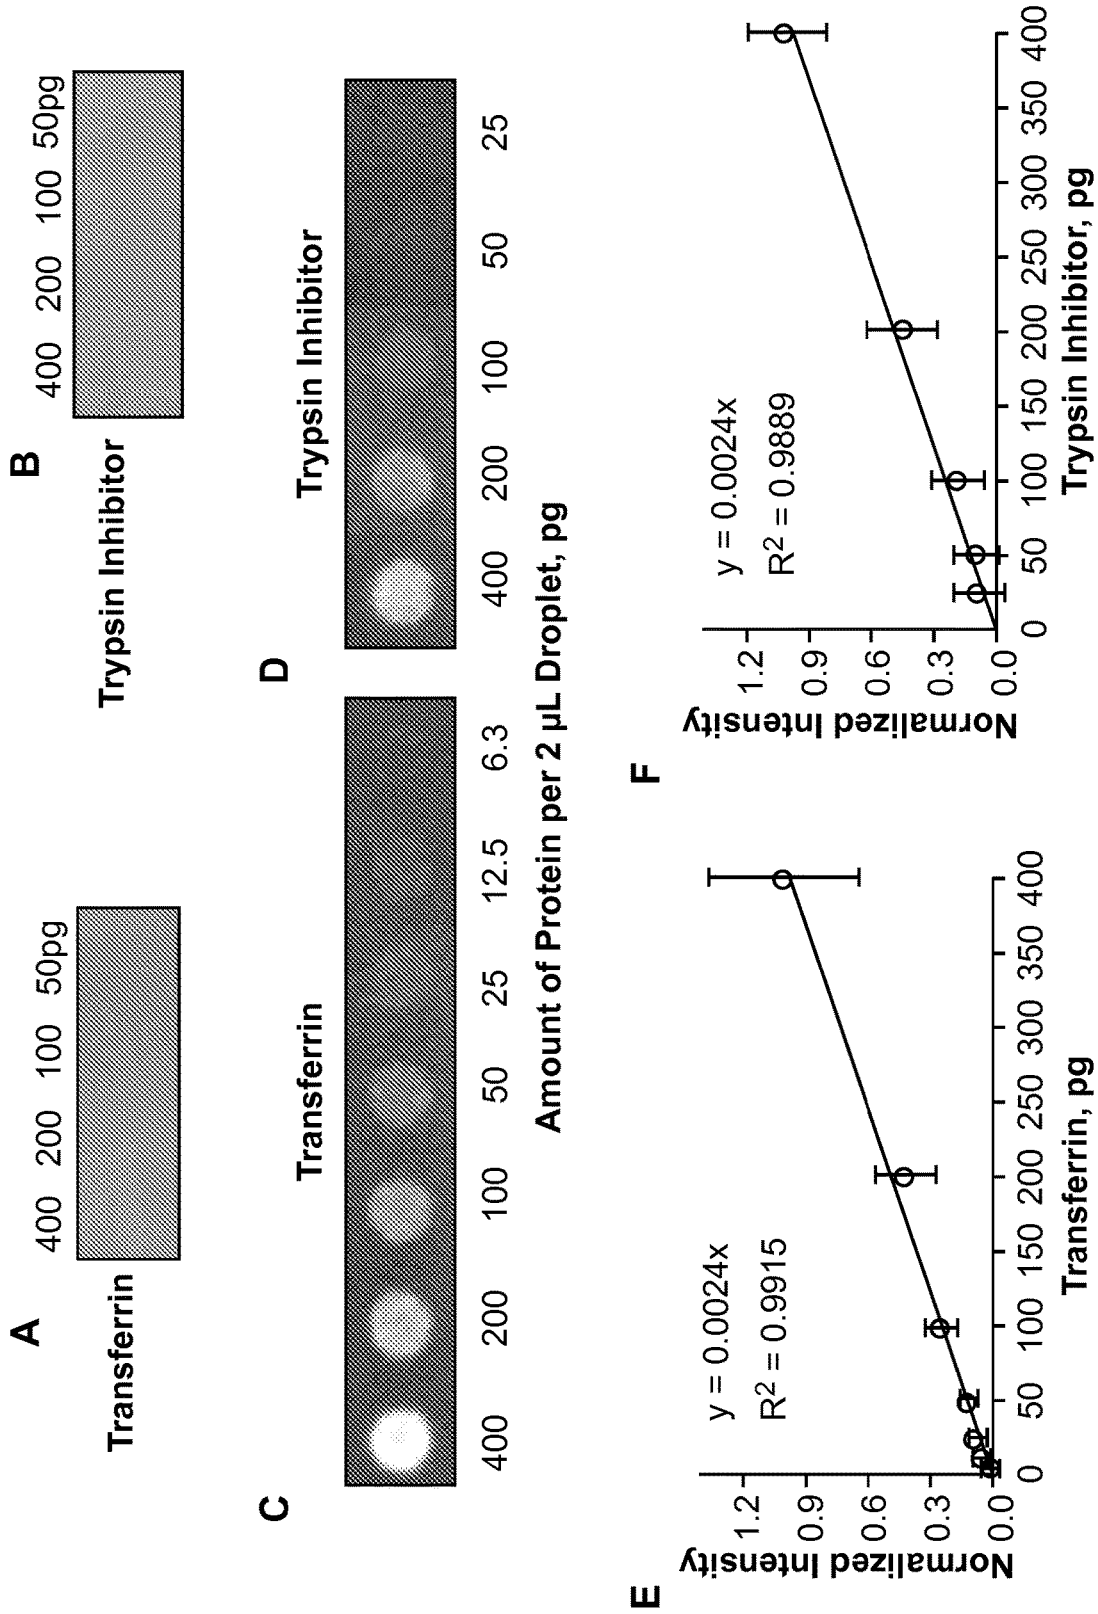 A
400 200 100 50pg
Transferrin
B
400 200 100 50pg
Trypsin Inhibitor
C
Transferrin
400 200 100 50 25 12.5 6.3
D
Trypsin Inhibitor
400 200 100 50 25
Amount of Protein per 2 µL Droplet, pg
E
Normalized Intensity
1.2
0.9
0.6
0.3
0.0
y = 0.0024x
R2 = 0.9915
0 50 100 150 200 250 300 350 400
Transferrin, pg
F
Normalized Intensity
1.2
0.9
0.6
0.3
0.0
y = 0.0024x
R2 = 0.9889
0 50 100 150 200 250 300 350 400
Trypsin Inhibitor, pg